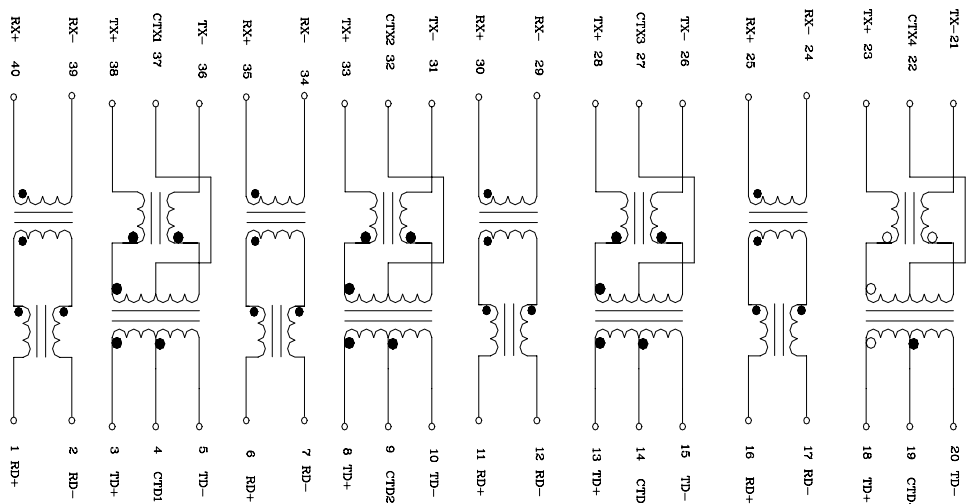 RX+ 40
RX- 39
TX+ 38
CTX1 37
TX- 36
RX+ 35
RX- 34
TX+ 33
CTX2 32
TX- 31
RX+ 30
RX- 29
TX+ 28
CTX3 27
TX- 26
RX+ 25
RX- 24
TX+ 23
CTX4 22
TX-21
1 RD+
2 RD-
3 TD+
4 CTD1
5 TD-
6 RD+
7 RD-
8 TD+
9 CTD2
10 TD-
11 RD+
12 RD-
13 TD+
14 CTD
15 TD-
16 RD+
17 RD-
18 TD+
19 CTD
20 TD-